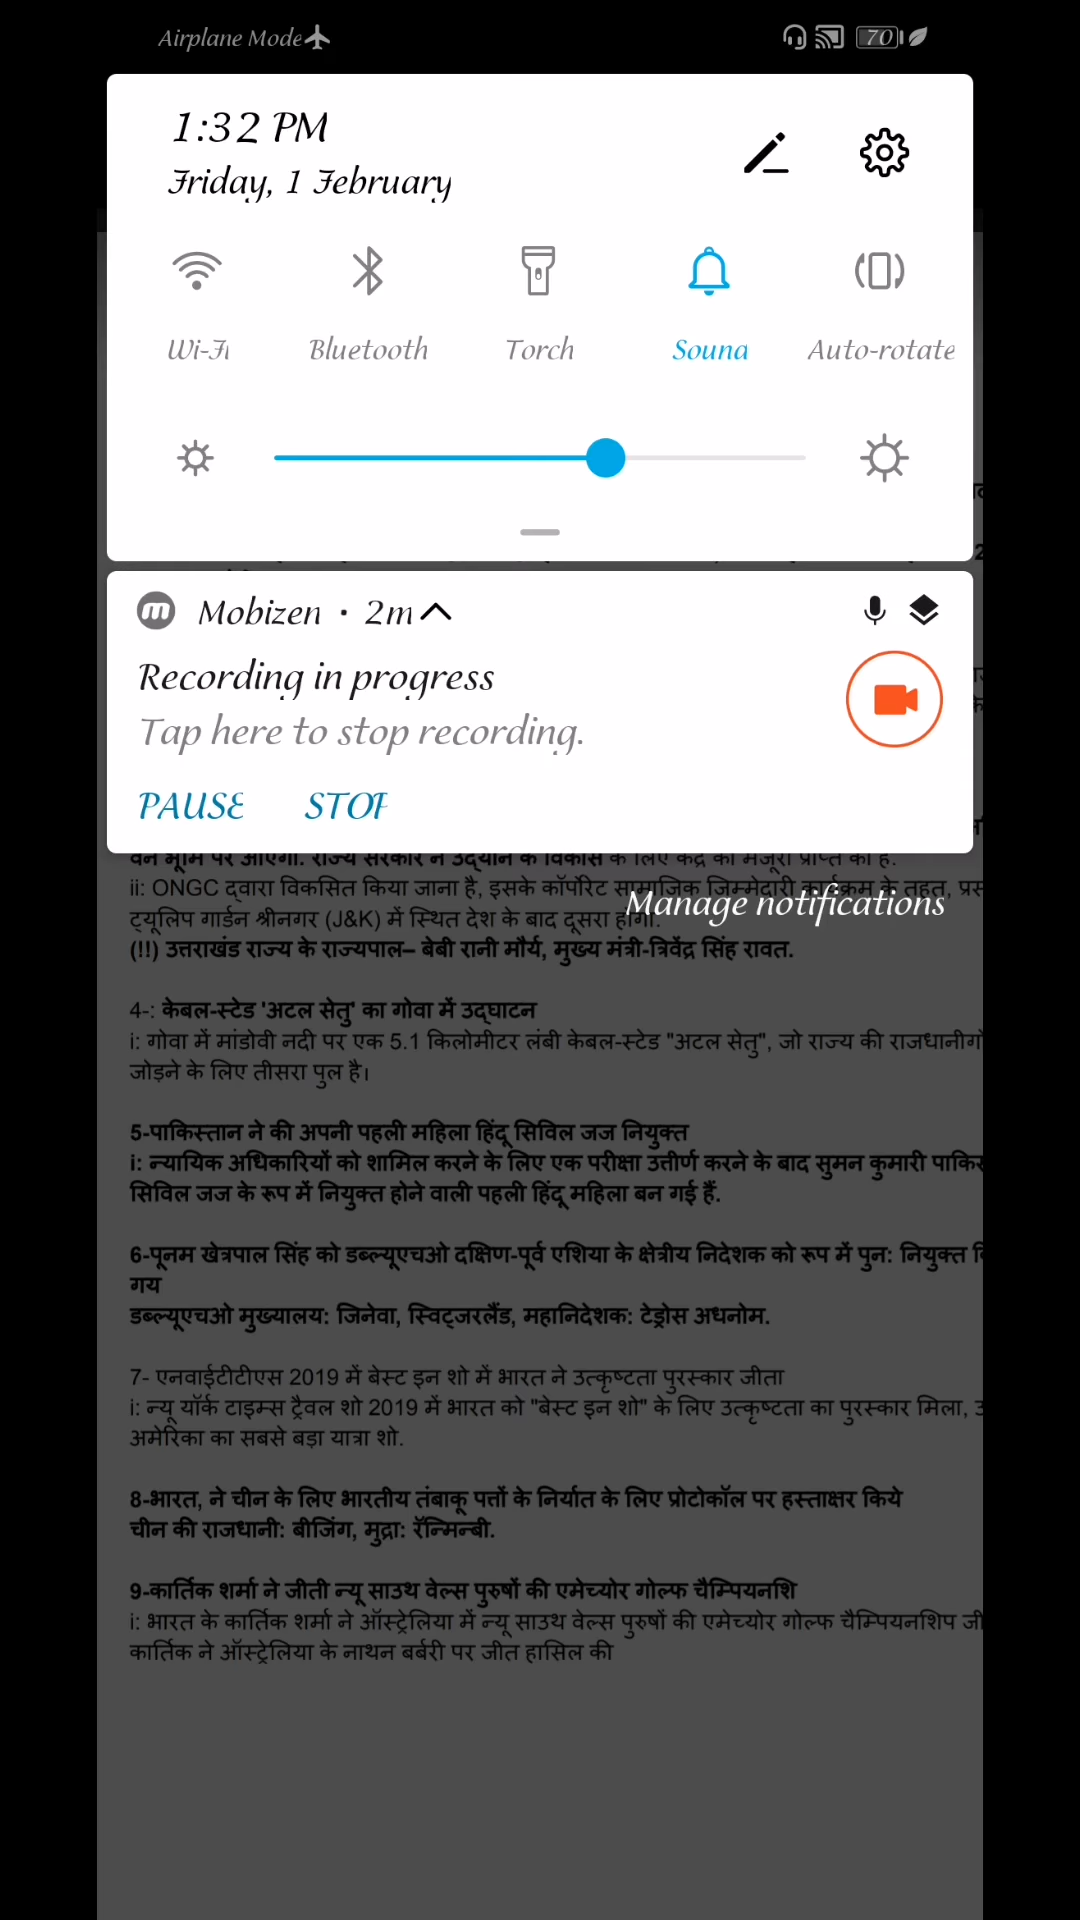 Airplane Mode
70
1:32 PM
Friday, 1 February
Wi-Fi
Bluetooth
Torch
Sound
Auto-rotate
Mobizen · 2m
Recording in progress
Tap here to stop recording.
PAUSE STOP
वन भूमि पर आएगा. राज्य सरकार ने उद्यान के विकास के लिए केंद्र की मंजूरी प्राप्त की है.
ii: ONGC द्वारा विकसित किया जाना है, इसके कॉर्पोरेट सामाजिक जिम्मेदारी कार्यक्रम के तहत,
ट्यूलिप गार्डन श्रीनगर (J&K) में स्थित देश के बाद दूसरा होगा.
Manage notifications
(!!) उत्तराखंड राज्य के राज्यपाल– बेबी रानी मौर्य, मुख्य मंत्री-त्रिवेंद्र सिंह रावत.
4-: केबल-स्टेड 'अटल सेतु' का गोवा में उद्घाटन
i: गोवा में मांडोवी नदी पर एक 5.1 किलोमीटर लंबी केबल-स्टेड "अटल सेतु", जो राज्य की
जोड़ने के लिए तीसरा पुल है।
5-पाकिस्तान ने की अपनी पहली महिला हिंदू सिविल जज नियुक्त
i: न्यायिक अधिकारियों को शामिल करने के लिए एक परीक्षा उत्तीर्ण करने के बाद सुमन कुमारी
सिविल जज के रूप में नियुक्त होने वाली पहली हिंदू महिला बन गई हैं.
6-पूनम खेत्रपाल सिंह को डब्ल्यूएचओ दक्षिण-पूर्व एशिया के क्षेत्रीय निदेशक को रूप में पुन: नियुक्त
गय
डब्ल्यूएचओ मुख्यालय: जिनेवा, स्विट्जरलैंड, महानिदेशक: टेड्रोस अधनोम.
7- एनवाईटीटीएस 2019 में बेस्ट इन शो में भारत ने उत्कृष्टता पुरस्कार जीता
i: न्यू यॉर्क टाइम्स ट्रैवल शो 2019 में भारत को "बेस्ट इन शो" के लिए उत्कृष्टता का पुरस्कार मिला,
अमेरिका का सबसे बड़ा यात्रा शो.
8-भारत, ने चीन के लिए भारतीय तंबाकू पत्तों के निर्यात के लिए प्रोटोकॉल पर हस्ताक्षर किये
चीन की राजधानी: बीजिंग, मुद्रा: रॅन्मिन्बी.
9-कार्तिक शर्मा ने जीती न्यू साउथ वेल्स पुरुषों की एमेच्योर गोल्फ चैम्पियनशि
i: भारत के कार्तिक शर्मा ने ऑस्ट्रेलिया में न्यू साउथ वेल्स पुरुषों की एमेच्योर गोल्फ चैम्पियनशिप
कार्तिक ने ऑस्ट्रेलिया के नाथन बर्बरी पर जीत हासिल की